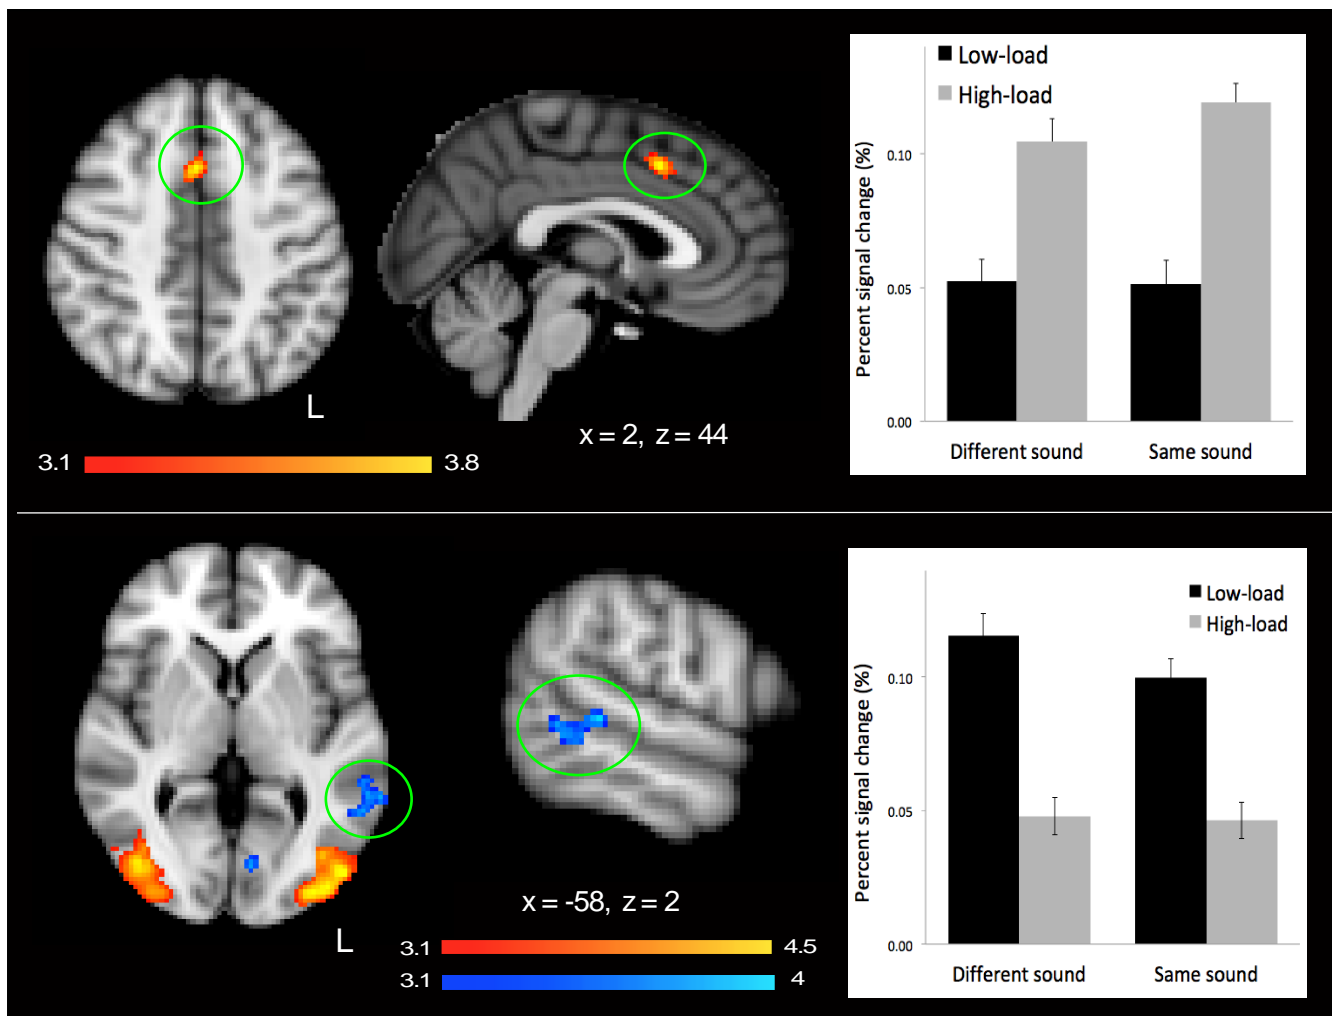 Low-load
High-load
Percent signal change (%)
0.10
0.05
0.00
Different sound
Same sound
L
x = 2, z = 44
3.1
3.8
Low-load
High-load
Percent signal change (%)
0.10
0.05
0.00
Different sound
Same sound
L
x = -58, z = 2
3.1
4.5
3.1
4